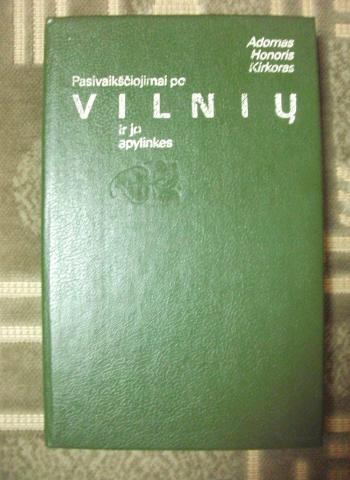 Adomas
Honoris
Kirkoras
Pasivaikščiojimai po
VILNIŲ
ir jo
apylinkes